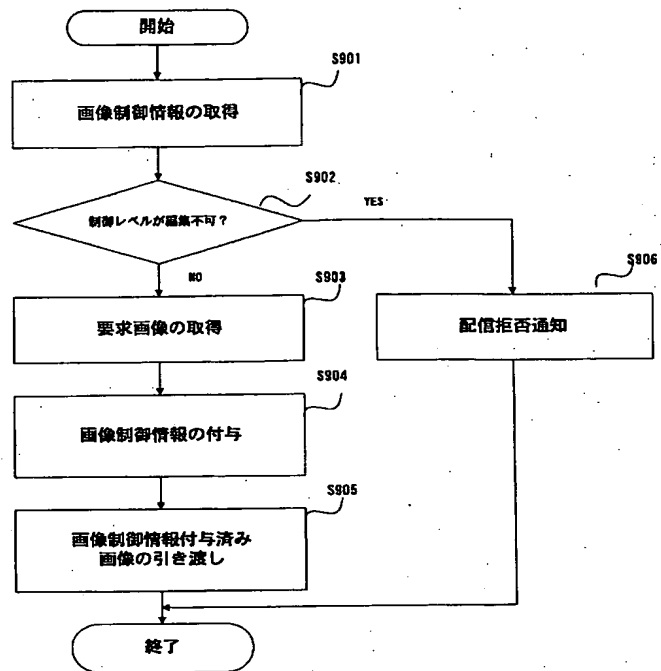 開始
S901
画像制御情報の取得
S902
制御レベルが編集不可?
YES
NO
S903
要求画像の取得
S906
配信拒否通知
S904
画像制御情報の付与
S905
画像制御情報付与済み
画像の引き渡し
終了